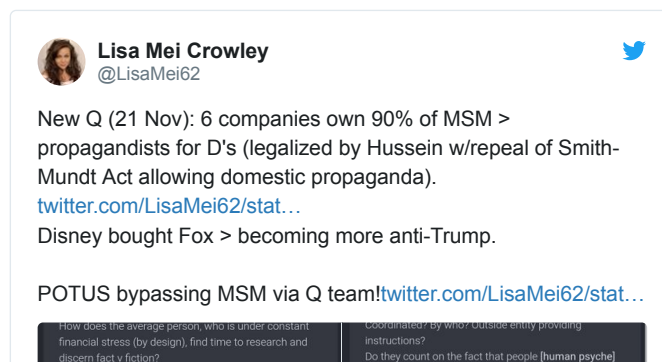 Lisa Mei Crowley
@LisaMei62
New Q (21 Nov): 6 companies own 90% of MSM >
propagandists for D's (legalized by Hussein w/repeal of Smith-
Mundt Act allowing domestic propaganda).
twitter.com/LisaMei62/stat…
Disney bought Fox > becoming more anti-Trump.
POTUS bypassing MSM via Q team!twitter.com/LisaMei62/stat…
How does the average person, who is under constant
financial stress (by design), find time to research and
discern fact v fiction?
Coordinated? By who? Outside entity providing
instructions?
Do they count on the fact that people [human psyche]